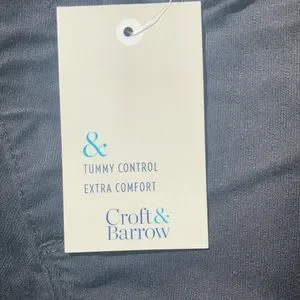 &
TUMMY CONTROL
EXTRA COMFORT
Croft &
Barrow